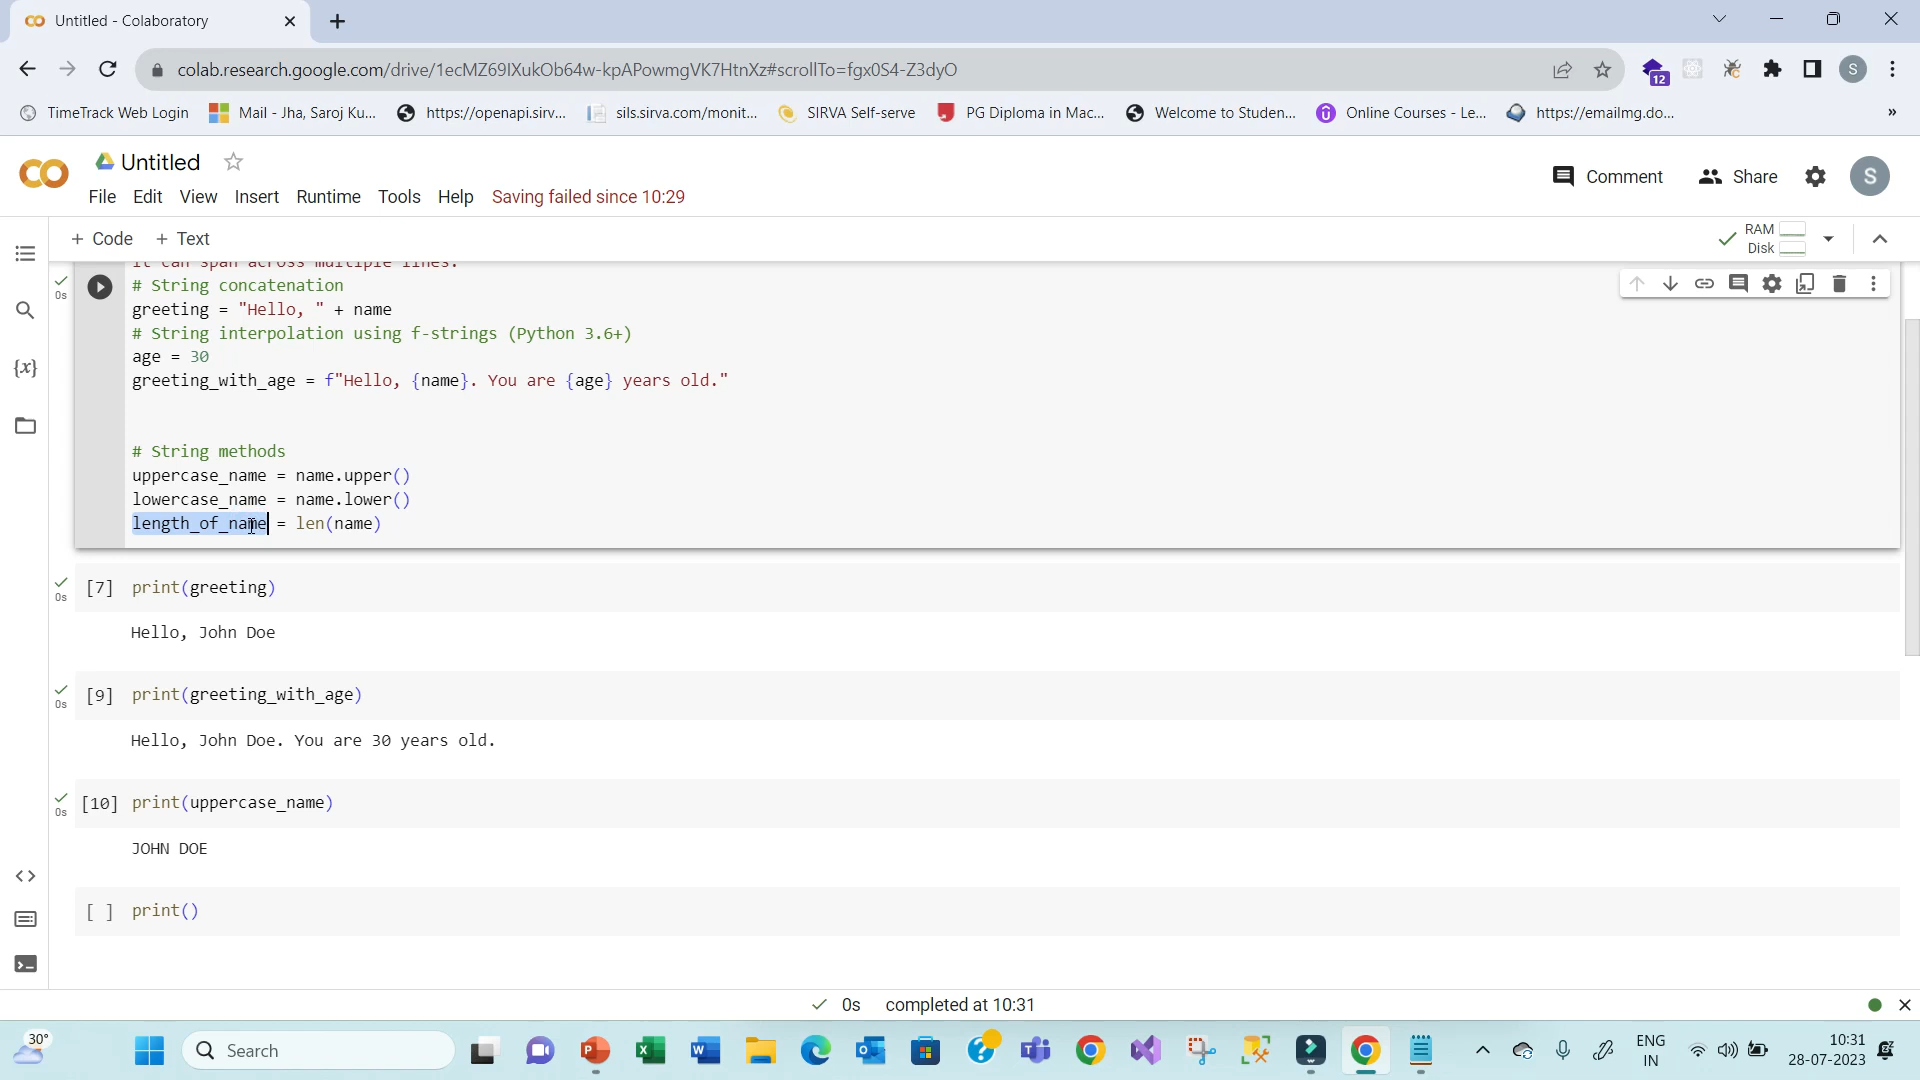 Untitled - Colaboratory
colab.research.google.com/drive/1ecMZ69IXukOb64w-kpAPowmgVK7HtnXz#scrollTo=fgx0S4-Z3dyO
12
S
TimeTrack Web Login
Mail - Jha, Saroj Ku...
https://openapi.sirv...
sils.sirva.com/monit...
SIRVA Self-serve
PG Diploma in Mac...
Welcome to Studen...
Online Courses - Le...
https://emailmg.do...
»
Untitled
File Edit View Insert Runtime Tools Help Saving failed since 10:29
Comment
Share
S
+ Code + Text
RAM
Disk
It can span across multiple lines.
0s
# String concatenation
greeting = "Hello, " + name
# String interpolation using f-strings (Python 3.6+)
age = 30
greeting_with_age = f"Hello, {name}. You are {age} years old."
# String methods
uppercase_name = name.upper()
lowercase_name = name.lower()
length_of_name = len(name)
{x}
0s
[7] print(greeting)
Hello, John Doe
0s
[9] print(greeting_with_age)
Hello, John Doe. You are 30 years old.
0s
[10] print(uppercase_name)
JOHN DOE
[ ] print()
0s completed at 10:31
30°
Search
ENG
IN
10:31
28-07-2023